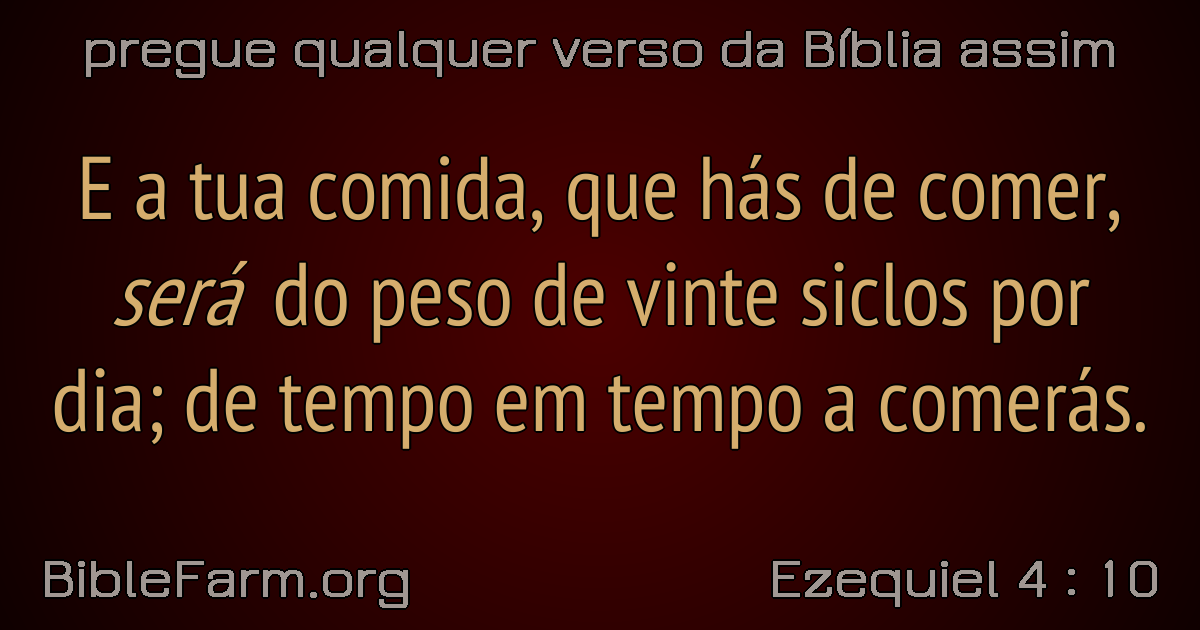 pregue qualquer verso da Bíblia assim
E a tua comida, que hás de comer,
será do peso de vinte siclos por
dia; de tempo em tempo a comerás.
BibleFarm.org
Ezequiel 4 : 10